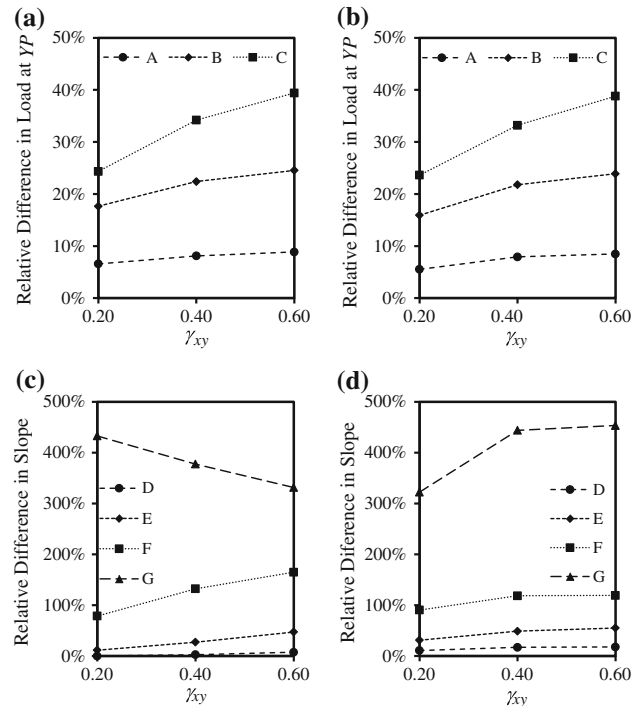 (a)
Relative Difference in Load at YP
50%
40%
30%
20%
10%
0%
A B C
0.20 0.40 0.60
γxy
(b)
Relative Difference in Load at YP
50%
40%
30%
20%
10%
0%
A B C
0.20 0.40 0.60
γxy
(c)
Relative Difference in Slope
500%
400%
300%
200%
100%
0%
D
E
F
G
0.20 0.40 0.60
γxy
(d)
Relative Difference in Slope
500%
400%
300%
200%
100%
0%
D
E
F
G
0.20 0.40 0.60
γxy